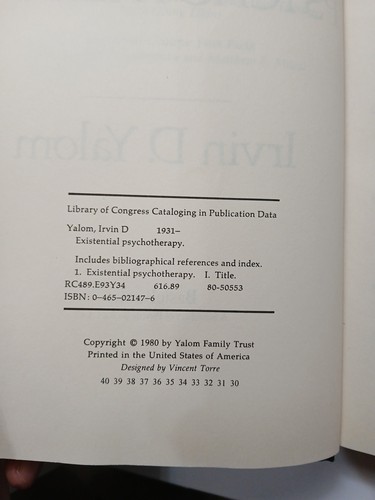 Irvin D. Yalom
Library of Congress Cataloging in Publication Data
Yalom, Irvin D 1931–
Existential psychotherapy.
Includes bibliographical references and index.
1. Existential psychotherapy. I. Title.
RC489.E93Y34 616.89 80-50553
ISBN: 0-465-02147-6
Copyright © 1980 by Yalom Family Trust
Printed in the United States of America
Designed by Vincent Torre
40 39 38 37 36 35 34 33 32 31 30